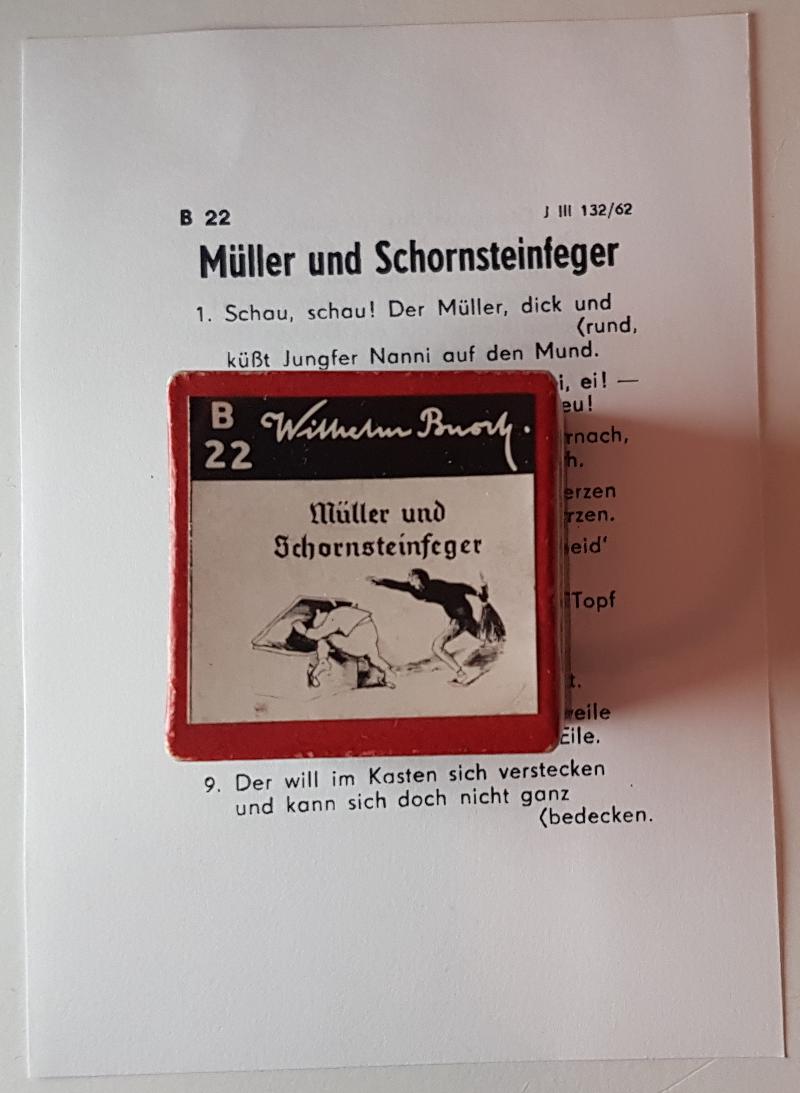 B 22
J III 132/62
Müller und Schornsteinfeger
1. Schau, schau! Der Müller, dick und
(rund,
küßt Jungfer Nanni auf den Mund.
i, ei! —
eu!
rnach,
h.
erzen
rzen.
eid'
Topf
t.
weile
Eile.
B
22
Wilhelm Busch.
Müller und
Schornsteinfeger
9. Der will im Kasten sich verstecken
und kann sich doch nicht ganz
(bedecken.